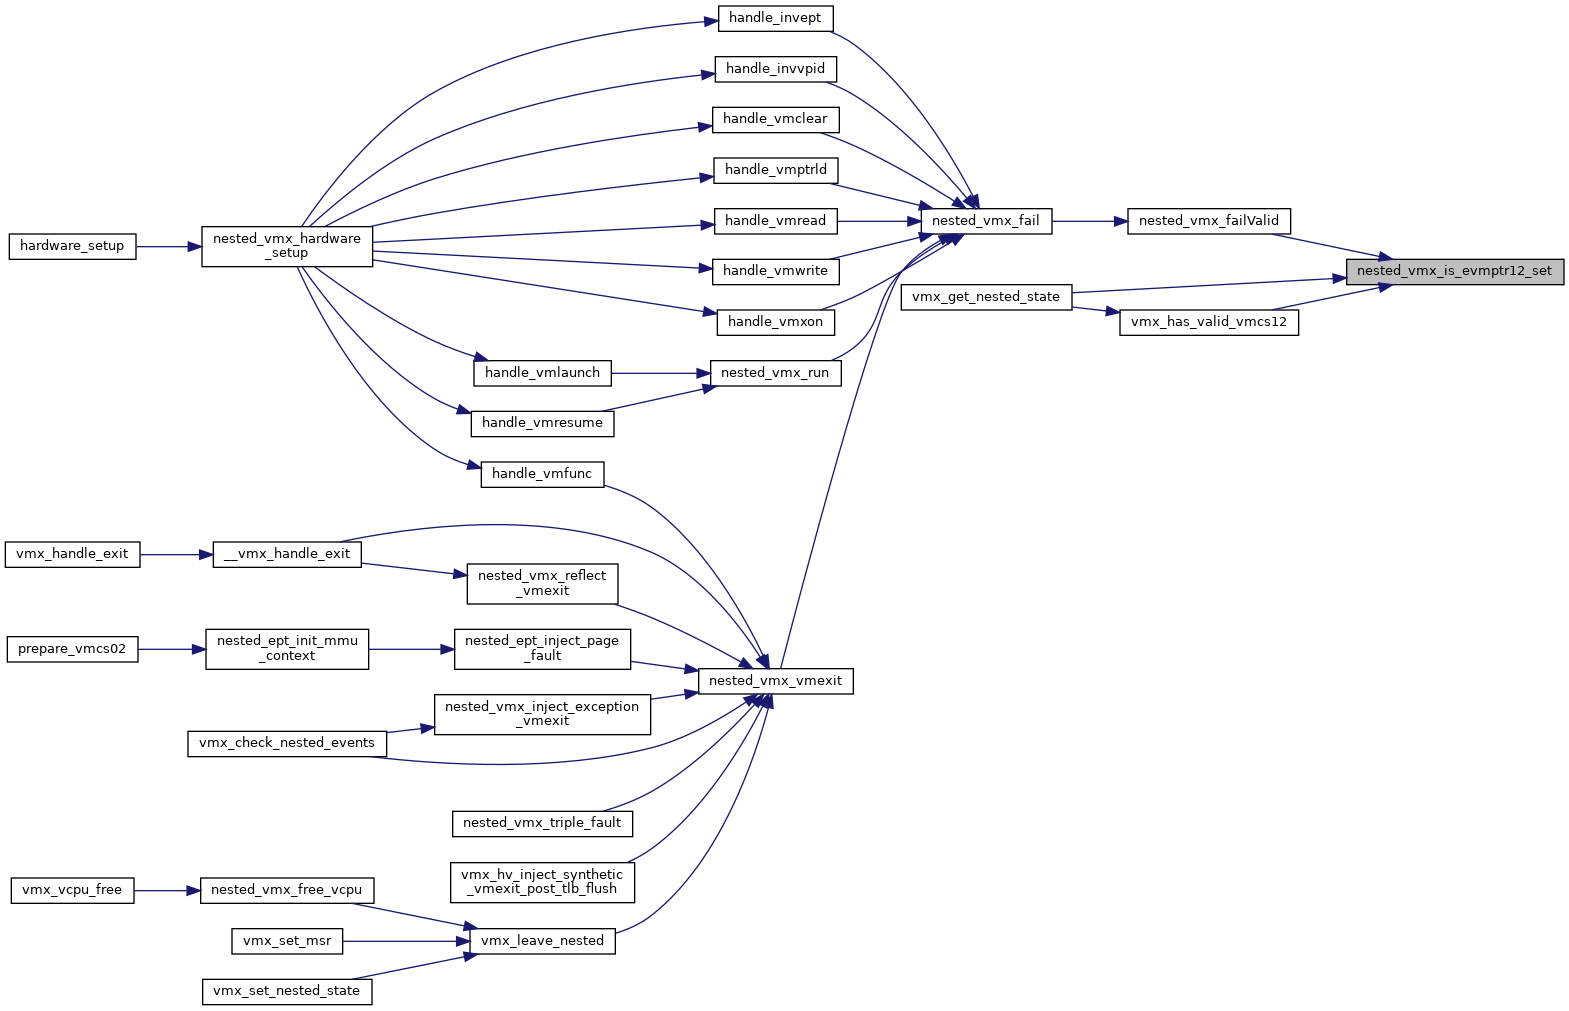 handle_invept
handle_invvpid
handle_vmclear
handle_vmptrld
handle_vmread
nested_vmx_fail
nested_vmx_failValid
nested_vmx_hardware
_setup
hardware_setup
handle_vmwrite
nested_vmx_is_evmptr12_set
vmx_get_nested_state
handle_vmxon
vmx_has_valid_vmcs12
handle_vmlaunch
nested_vmx_run
handle_vmresume
handle_vmfunc
vmx_handle_exit
__vmx_handle_exit
nested_vmx_reflect
_vmexit
prepare_vmcs02
nested_ept_init_mmu
_context
nested_ept_inject_page
_fault
nested_vmx_vmexit
nested_vmx_inject_exception
_vmexit
vmx_check_nested_events
nested_vmx_triple_fault
vmx_hv_inject_synthetic
_vmexit_post_tlb_flush
vmx_vcpu_free
nested_vmx_free_vcpu
vmx_set_msr
vmx_leave_nested
vmx_set_nested_state